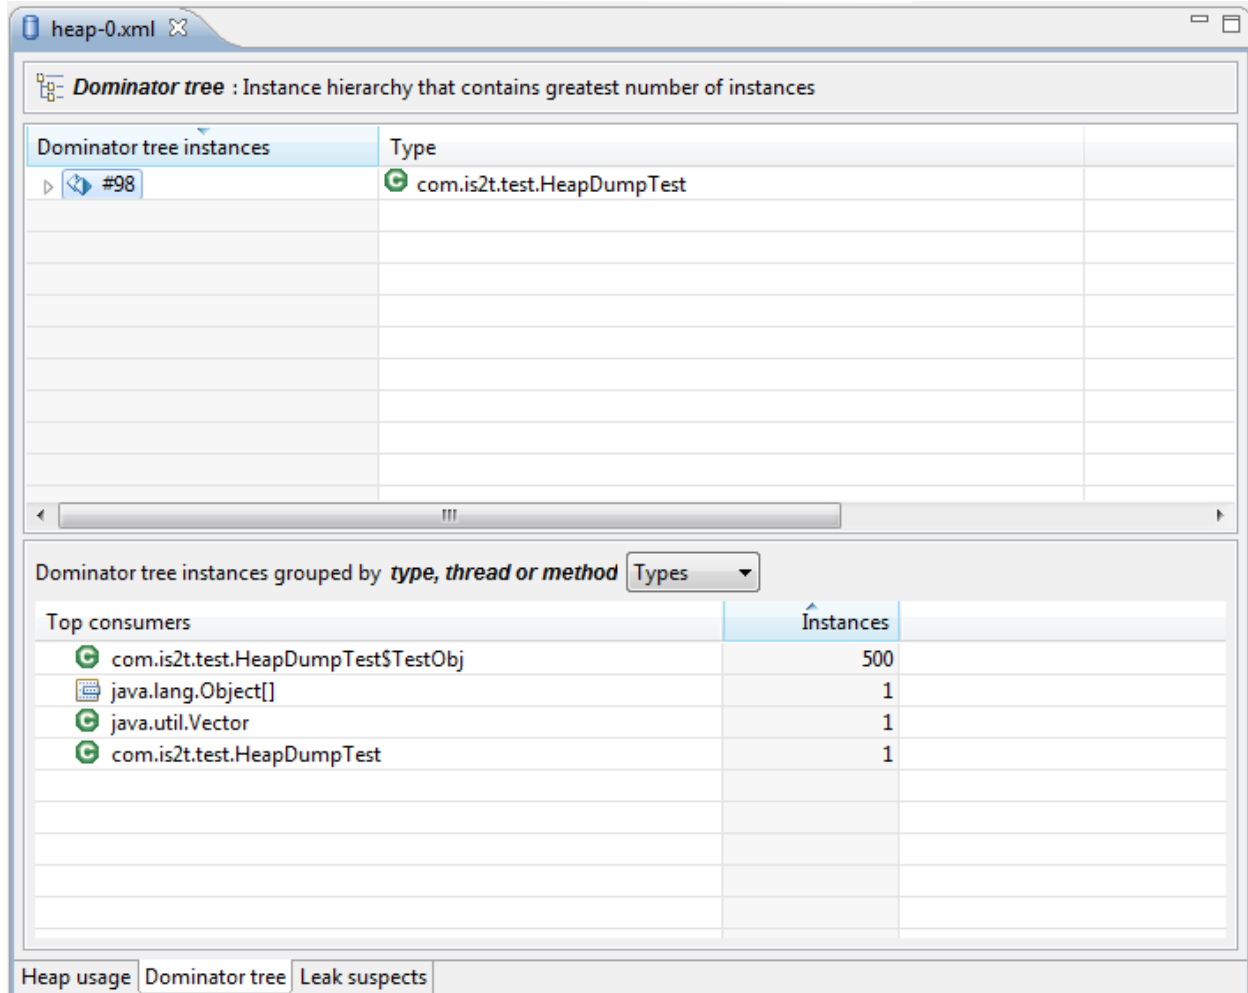 heap-0.xml
Dominator tree : Instance hierarchy that contains greatest number of instances
Dominator tree instances Type
#98 com.is2t.test.HeapDumpTest
Dominator tree instances grouped by type, thread or method Types
Top consumers Instances
com.is2t.test.HeapDumpTest$TestObj 500
java.lang.Object[] 1
java.util.Vector 1
com.is2t.test.HeapDumpTest 1
Heap usage Dominator tree Leak suspects